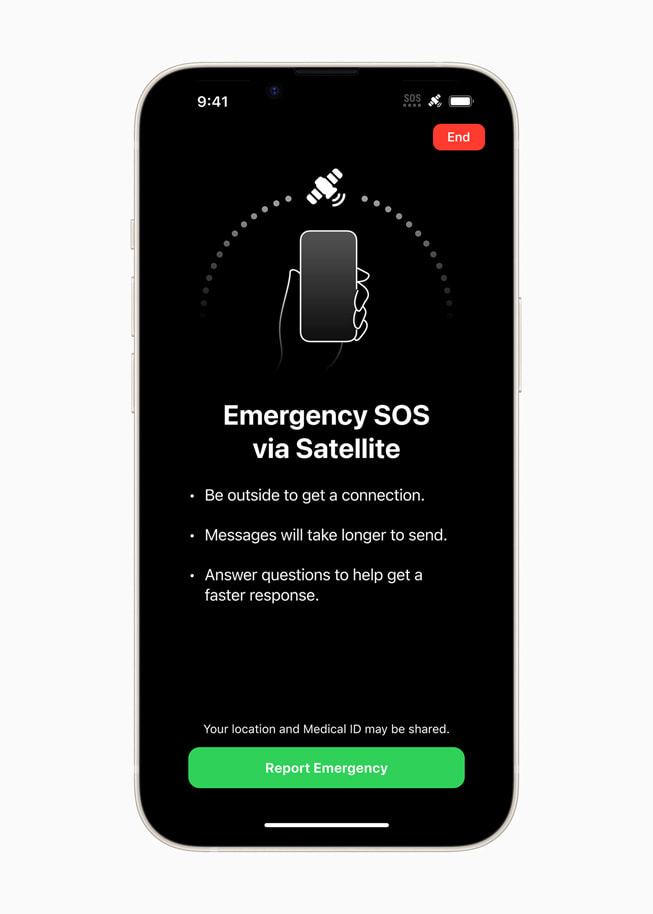 9:41
SOS
End
Emergency SOS
via Satellite
• Be outside to get a connection.
• Messages will take longer to send.
• Answer questions to help get a
faster response.
Your location and Medical ID may be shared.
Report Emergency